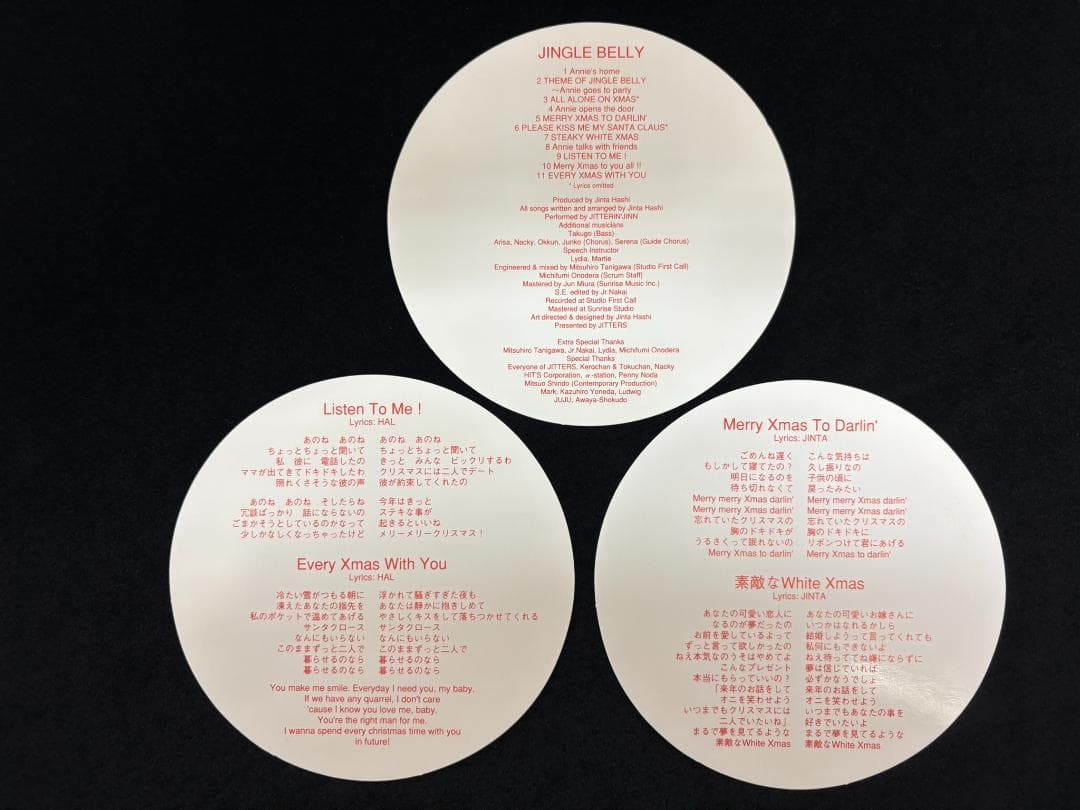 JINGLE BELLY
1 Annie's home
2 THEME OF JINGLE BELLY
～Annie goes to party
3 ALL ALONE ON XMAS*
4 Annie opens the door
5 MERRY XMAS TO DARLIN'
6 PLEASE KISS ME MY SANTA CLAUS*
7 STEAKY WHITE XMAS
8 Annie talks with friends
9 LISTEN TO ME !
10 Merry Xmas to you all !!
11 EVERY XMAS WITH YOU
* Lyrics omitted
Produced by Jinta Hashi
All songs written and arranged by Jinta Hashi
Performed by JITTERIN'JINN
Additional musicians
Takugo (Bass)
Arisa, Nacky, Okkun, Junko (Chorus), Serena (Guide Chorus)
Speech Instructor
Lydia, Martie
Engineered & mixed by Mitsuhiro Tanigawa (Studio First Call)
Michifumi Onodera (Scrum Staff)
Mastered by Jun Miura (Sunrise Music Inc.)
S.E. edited by Jr.Nakai
Recorded at Studio First Call
Mastered at Sunrise Studio
Art directed & designed by Jinta Hashi
Presented by JITTERS
Extra Special Thanks
Mitsuhiro Tanigawa, Jr.Nakai, Lydia, Michifumi Onodera
Special Thanks
Everyone of JITTERS, Kerochan & Tokuchan, Nacky
HIT'S Corporation, α-station, Penny Noda
Mitsuo Shindo (Contemporary Production)
Mark, Kazuhiro Yoneda, Ludwig
JUJU, Awaya-Shokudo
Listen To Me !
Lyrics: HAL
あのね　あのね
ちょっとちょっと聞いて
私　彼に　電話したの
ママが出てきてドキドキしたわ
照れくさそうな彼の声
あのね　あのね　そしたらね
冗談ばっかり　話にならないの
ごまかそうとしているのかなって
少しかなしくなっちゃったけど
あのね　あのね
ちょっとちょっと聞いて
きっと　みんな　ビックリするわ
クリスマスには二人でデート
彼が約束してくれたの
今年はきっと
ステキな事が
起きるといいね
メリーメリークリスマス！
Every Xmas With You
Lyrics: HAL
冷たい雪がつもる朝に
凍えたあなたの指先を
私のポケットで温めてあげる
サンタクロース
なんにもいらない
このままずっと二人で
暮らせるのなら
暮らせるのなら
浮かれて騒ぎすぎた夜も
あなたは静かに抱きしめて
やさしくキスをして落ちつかせてくれる
サンタクロース
なんにもいらない
このままずっと二人で
暮らせるのなら
暮らせるのなら
You make me smile. Everyday I need you, my baby.
If we have any quarrel, I don't care
'cause I know you love me, baby.
You're the right man for me.
I wanna spend every christmas time with you
in future!
Merry Xmas To Darlin'
Lyrics: JINTA
ごめんね遅く
もしかして寝てたの？
明日になるのを
待ち切れなくて
Merry merry Xmas darlin'
Merry merry Xmas darlin'
忘れていたクリスマスの
胸のドキドキが
うるさくって眠れないの
Merry Xmas to darlin'
こんな気持ちは
久し振りなの
子供の頃に
戻ったみたい
Merry merry Xmas darlin'
Merry merry Xmas darlin'
忘れていたクリスマスの
胸のドキドキに
リボンつけて君にあげる
Merry Xmas to darlin'
素敵なWhite Xmas
Lyrics: JINTA
あなたの可愛い恋人に
なるのが夢だったの
お前を愛しているよって
ずっと言って欲しかったの
ねえ本気なのうそはやめてよ
こんなプレゼント
本当にもらっていいの？
「来年のお話をして
オニを笑わせよう
いつまでもクリスマスには
二人でいたいね」
まるで夢を見てるような
素敵なWhite Xmas
あなたの可愛いお嫁さんに
いつかはなれるかしら
結婚しようって言ってくれても
私何にもできないよ
ねえ待っててね嫌にならずに
夢は信じていれば
必ずかなうでしょ
来年のお話をして
オニを笑わせよう
いつまでもあなたの事を
好きでいたいよ
まるで夢を見てるような
素敵なWhite Xmas